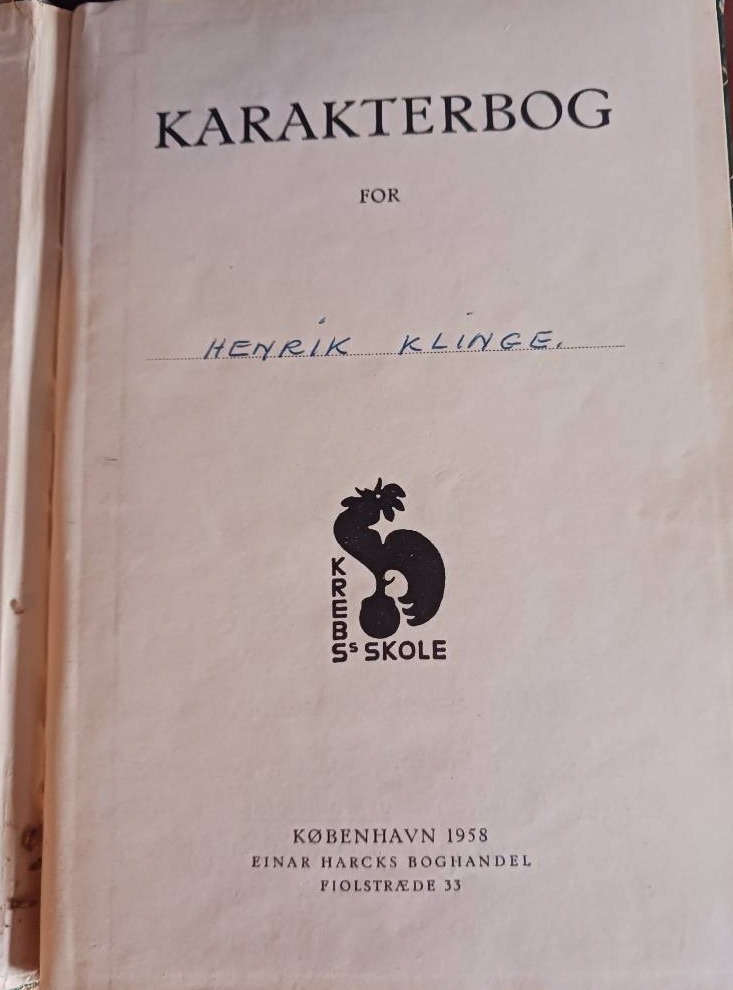 KARAKTERBOG
FOR
HENRIK KLINGE.
KREBSˢ SKOLE
KØBENHAVN 1958
EINAR HARCKS BOGHANDEL
FIOLSTRÆDE 33